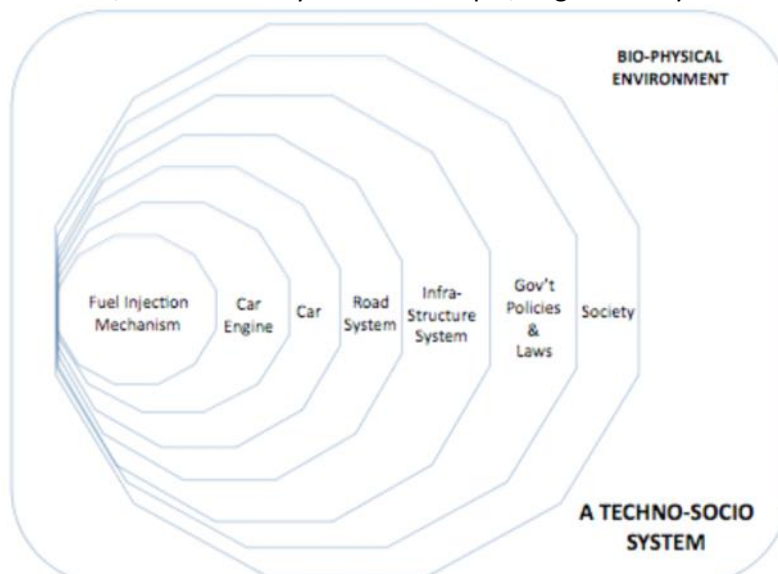 BIO-PHYSICAL
ENVIRONMENT
Fuel Injection
Mechanism
Car
Engine
Car
Road
System
Infra-
Structure
System
Gov't
Policies
&
Laws
Society
A TECHNO-SOCIO
SYSTEM